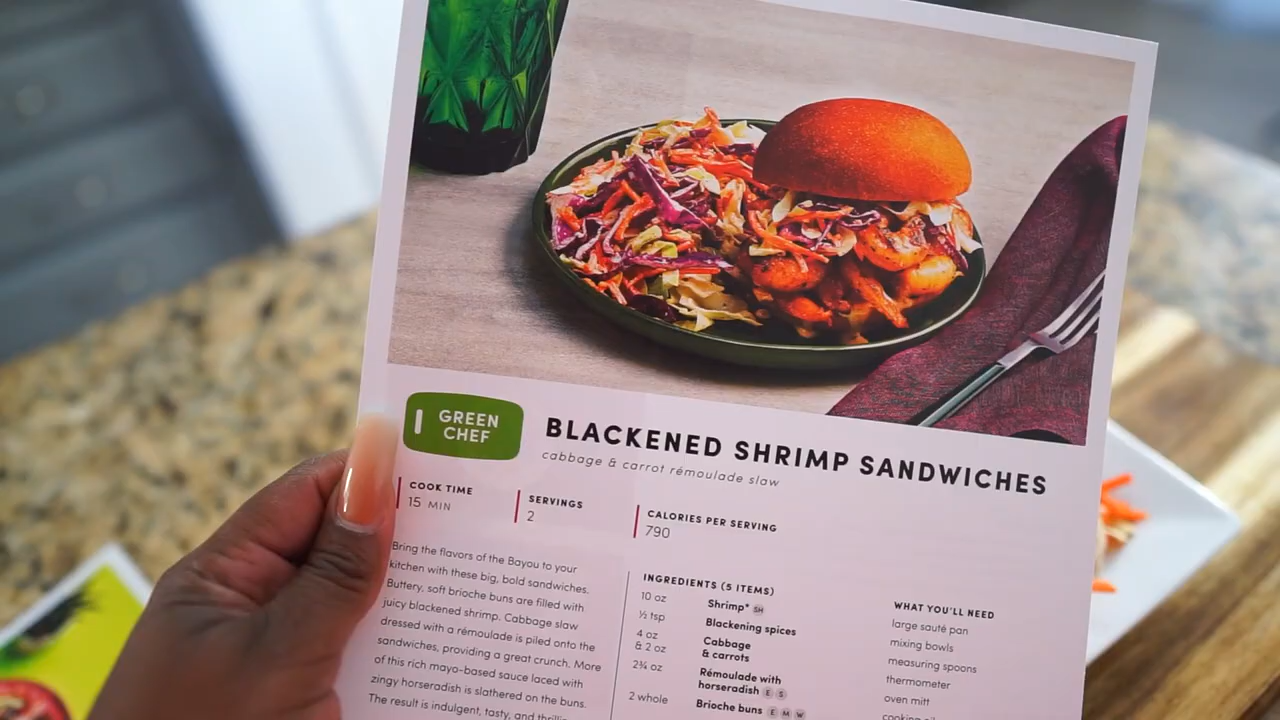 GREEN
CHEF
BLACKENED SHRIMP SANDWICHES
cabbage & carrot rémoulade slaw
COOK TIME
15 MIN
SERVINGS
2
CALORIES PER SERVING
790
Bring the flavors of the Bayou to your
kitchen with these big, bold sandwiches.
Buttery, soft brioche buns are filled with
juicy blackened shrimp. Cabbage slaw
dressed with a rémoulade is piled onto the
sandwiches, providing a great crunch. More
of this rich mayo-based sauce laced with
zingy horseradish is slathered on the buns.
The result is indulgent, tasty, and
INGREDIENTS (5 ITEMS)
10 oz Shrimp* SH
½ tsp Blackening spices
4 oz Cabbage
& 2 oz & carrots
2¾ oz Rémoulade with
horseradish E S
2 whole Brioche buns E M W
WHAT YOU'LL NEED
large sauté pan
mixing bowls
measuring spoons
thermometer
oven mitt
cooking oil